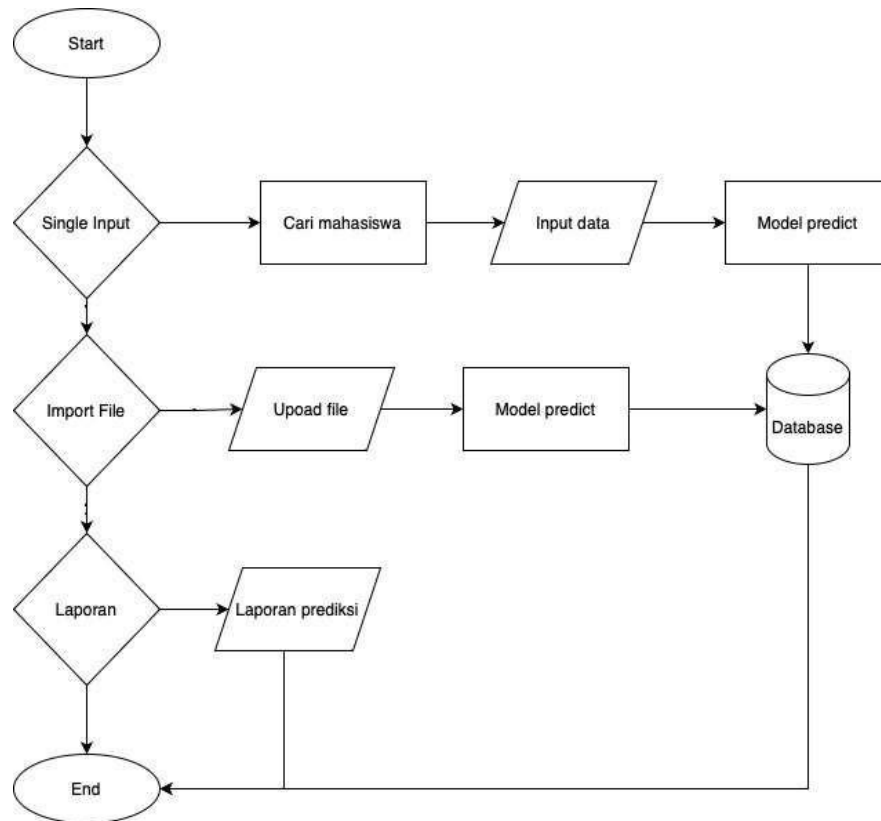 Start
Single Input
Cari mahasiswa
Input data
Model predict
Import File
Upoad file
Model predict
Database
Laporan
Laporan prediksi
End